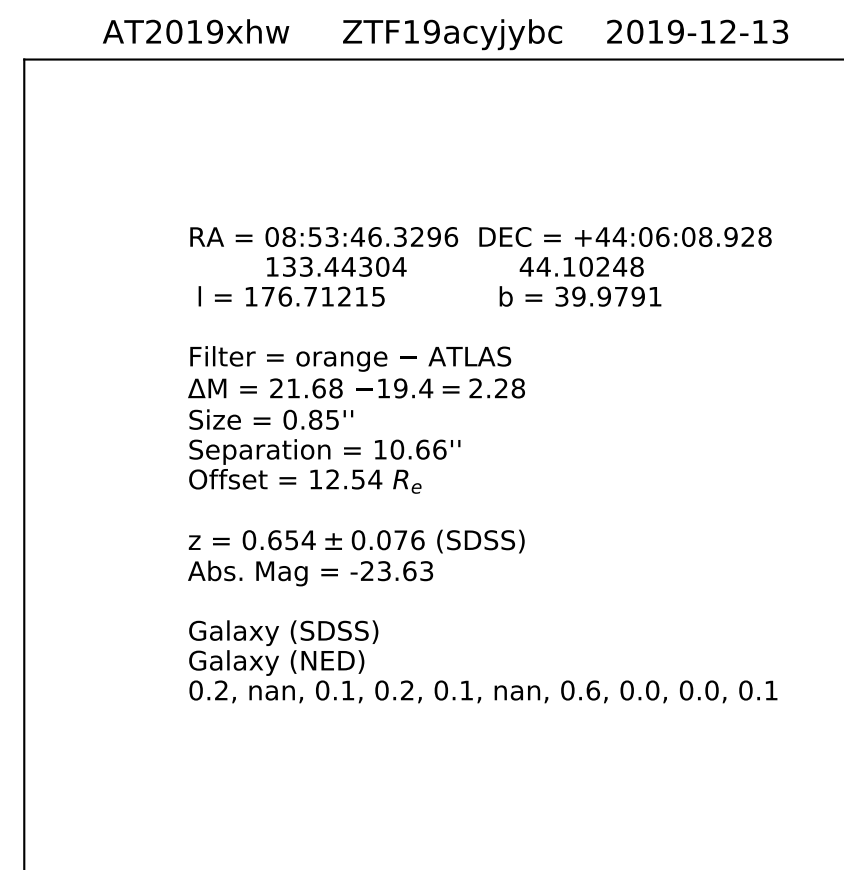 AT2019xhw ZTF19acyjybc 2019-12-13
RA = 08:53:46.3296 DEC = +44:06:08.928
133.44304 44.10248
l = 176.71215 b = 39.9791
Filter = orange − ATLAS
ΔM = 21.68 −19.4 = 2.28
Size = 0.85''
Separation = 10.66''
Offset = 12.54 Re
z = 0.654 ± 0.076 (SDSS)
Abs. Mag = -23.63
Galaxy (SDSS)
Galaxy (NED)
0.2, nan, 0.1, 0.2, 0.1, nan, 0.6, 0.0, 0.0, 0.1